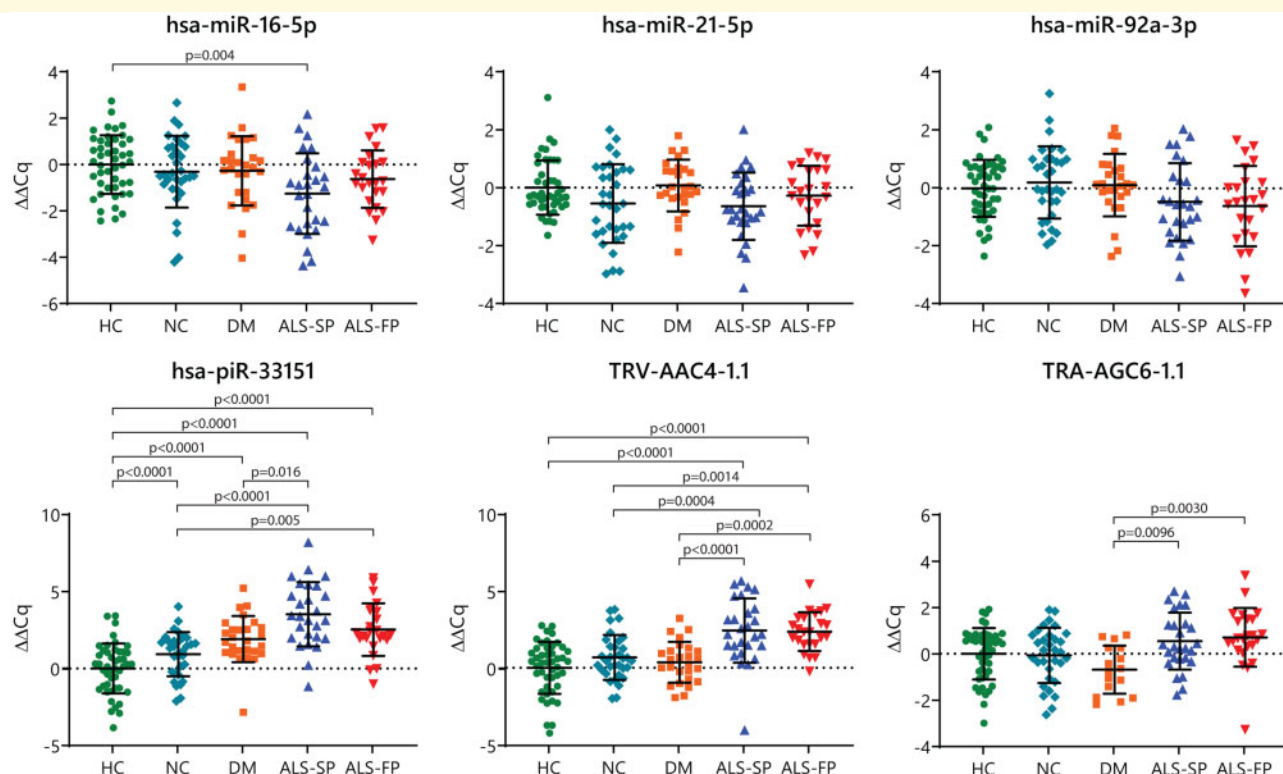 hsa-miR-16-5p
p=0.004
ΔΔCq
4
2
0
-2
-4
-6
HC NC DM ALS-SP ALS-FP
hsa-miR-21-5p
ΔΔCq
4
2
0
-2
-4
HC NC DM ALS-SP ALS-FP
hsa-miR-92a-3p
ΔΔCq
4
2
0
-2
-4
HC NC DM ALS-SP ALS-FP
hsa-piR-33151
p<0.0001
p<0.0001
p<0.0001
p<0.0001 p=0.016
p<0.0001
p=0.005
ΔΔCq
10
5
0
-5
HC NC DM ALS-SP ALS-FP
TRV-AAC4-1.1
p<0.0001
p<0.0001
p=0.0014
p=0.0004
p=0.0002
p<0.0001
ΔΔCq
10
5
0
-5
HC NC DM ALS-SP ALS-FP
TRA-AGC6-1.1
p=0.0030
p=0.0096
ΔΔCq
6
4
2
0
-2
-4
HC NC DM ALS-SP ALS-FP